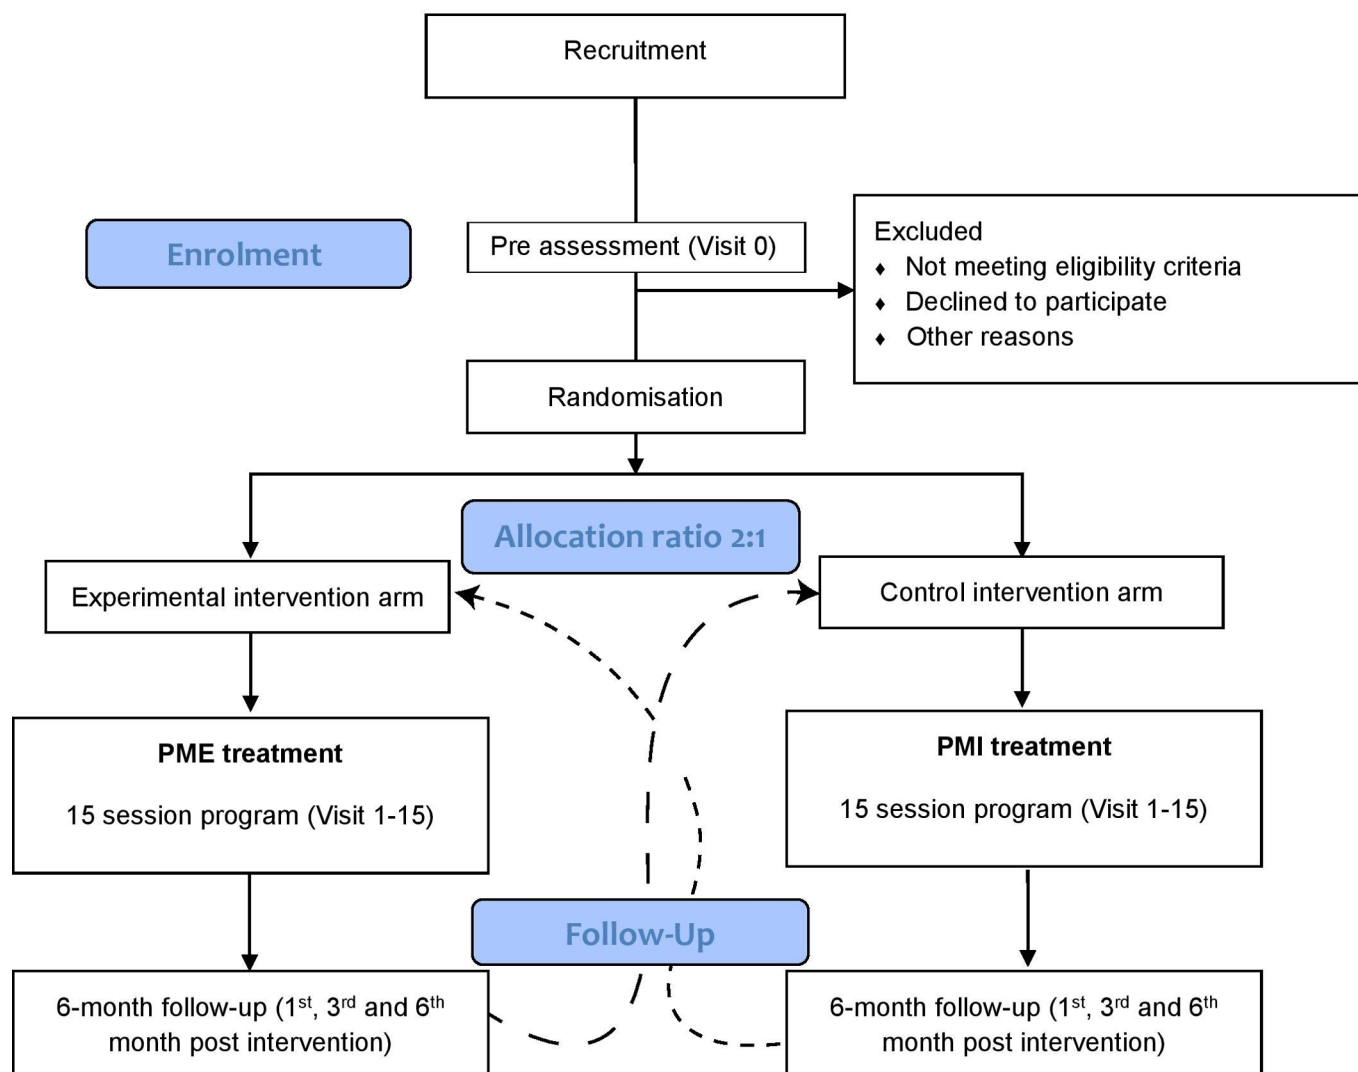 Recruitment
Enrolment
Pre assessment (Visit 0)
Excluded
♦ Not meeting eligibility criteria
♦ Declined to participate
♦ Other reasons
Randomisation
Allocation ratio 2:1
Experimental intervention arm
Control intervention arm
PME treatment
15 session program (Visit 1-15)
PMI treatment
15 session program (Visit 1-15)
Follow-Up
6-month follow-up (1st, 3rd and 6th
month post intervention)
6-month follow-up (1st, 3rd and 6th
month post intervention)